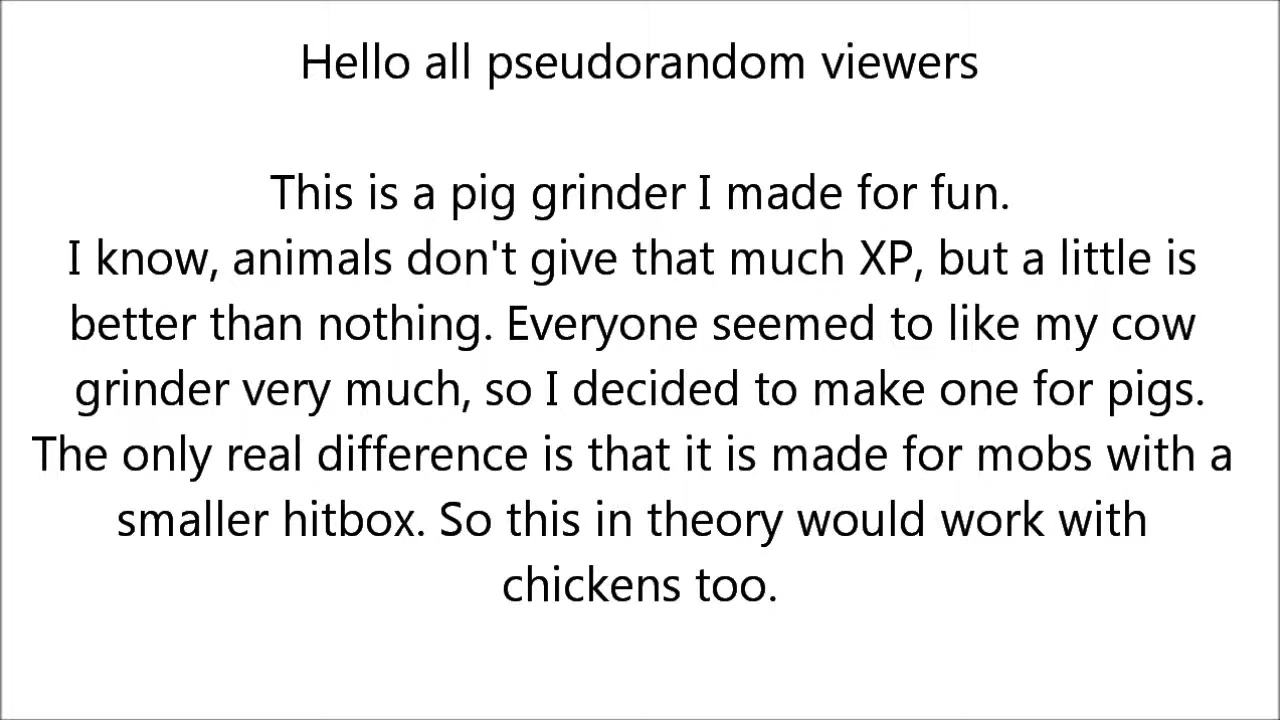 Hello all pseudorandom viewers
This is a pig grinder I made for fun.
I know, animals don't give that much XP, but a little is
better than nothing. Everyone seemed to like my cow
grinder very much, so I decided to make one for pigs.
The only real difference is that it is made for mobs with a
smaller hitbox. So this in theory would work with
chickens too.